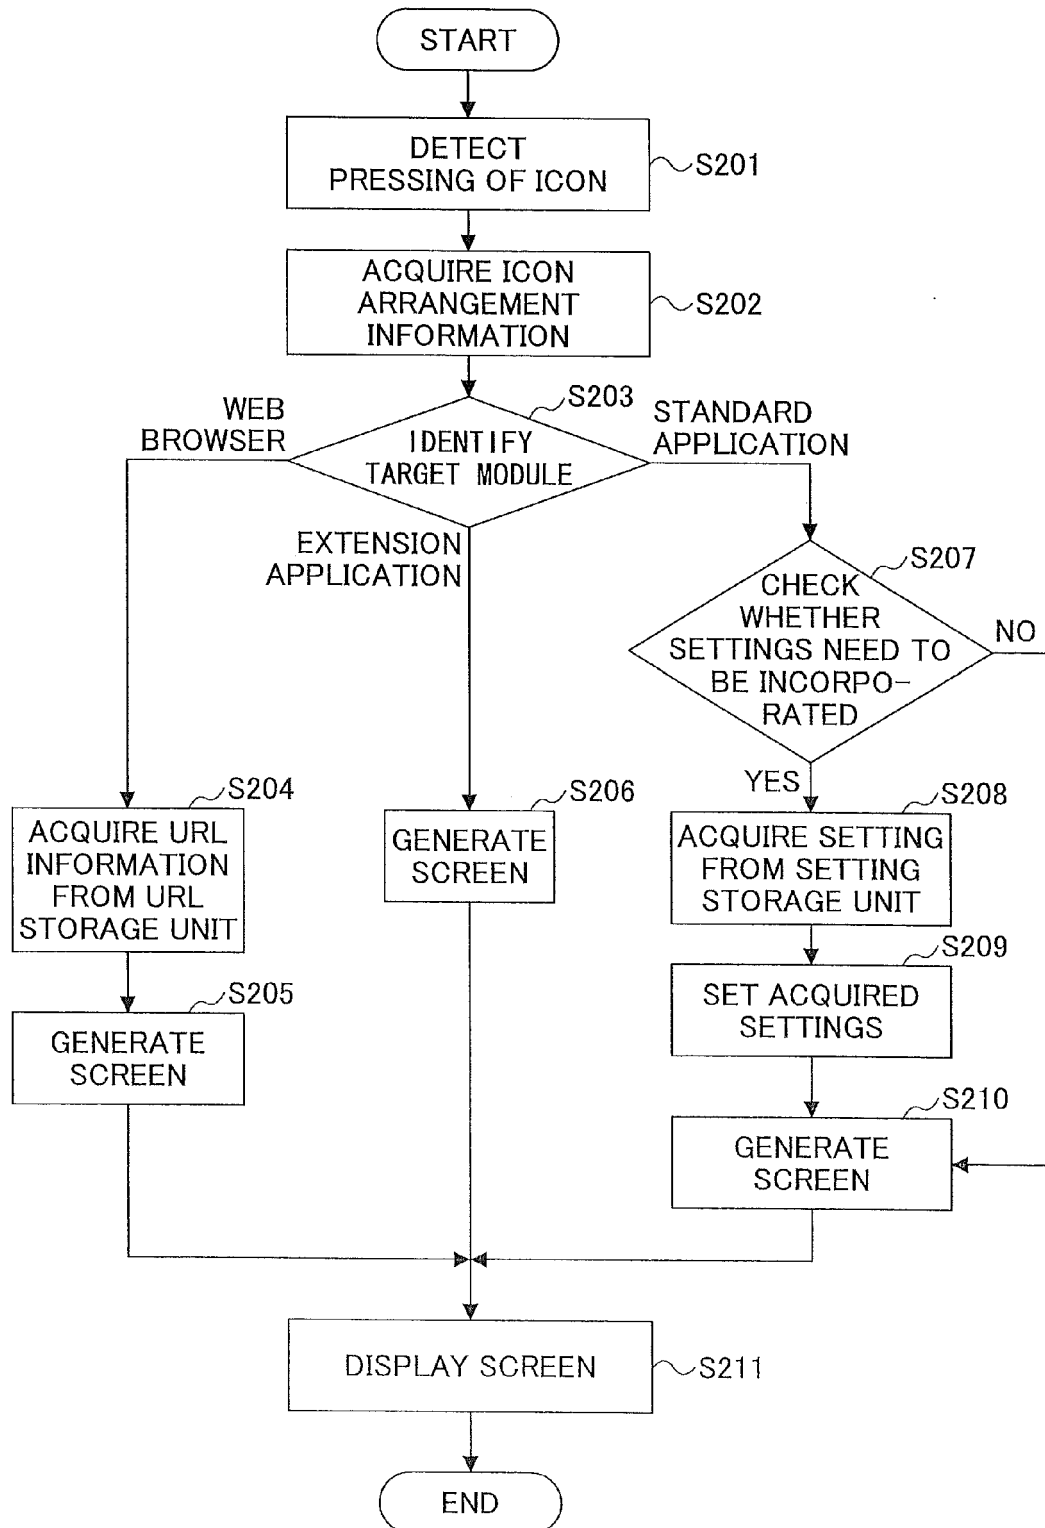 START
DETECT
PRESSING OF ICON
S201
ACQUIRE ICON
ARRANGEMENT
INFORMATION
S202
S203
IDENTIFY
TARGET MODULE
WEB
BROWSER
EXTENSION
APPLICATION
STANDARD
APPLICATION
S204
ACQUIRE URL
INFORMATION
FROM URL
STORAGE UNIT
S205
GENERATE
SCREEN
S206
GENERATE
SCREEN
S207
CHECK
WHETHER
SETTINGS NEED TO
BE INCORPO-
RATED
NO
YES
S208
ACQUIRE SETTING
FROM SETTING
STORAGE UNIT
S209
SET ACQUIRED
SETTINGS
S210
GENERATE
SCREEN
DISPLAY SCREEN
S211
END